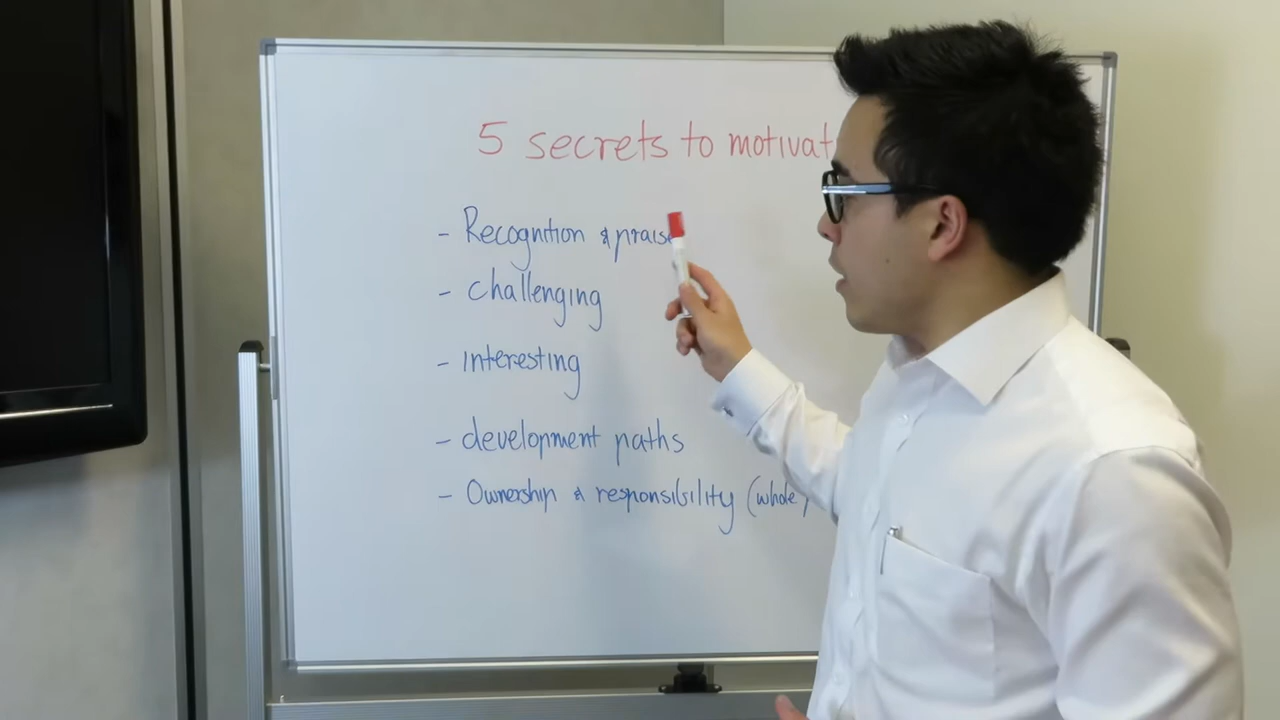 5 secrets to motivat
- Recognition & praise
- challenging
- interesting
- development paths
- Ownership & responsibility (whole